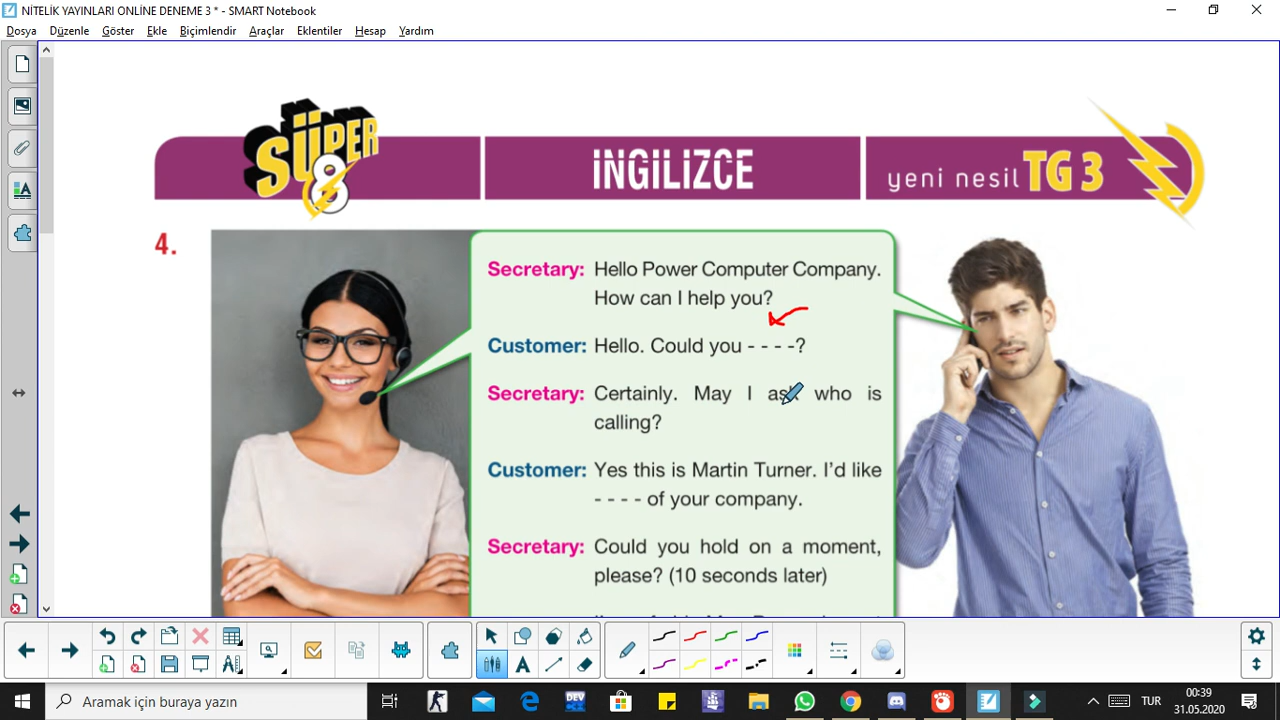 NİTELİK YAYINLARI ONLİNE DENEME 3 * - SMART Notebook
Dosya Düzenle Göster Ekle Biçimlendir Araçlar Eklentiler Hesap Yardım
SÜPER
8
İNGİLİZCE
yeni nesil TG 3
4.
Secretary: Hello Power Computer Company.
How can I help you?
Customer: Hello. Could you - - - -?
Secretary: Certainly. May I ask who is
calling?
Customer: Yes this is Martin Turner. I'd like
- - - - of your company.
Secretary: Could you hold on a moment,
please? (10 seconds later)
Aramak için buraya yazın
DEV
TUR
00:39
31.05.2020